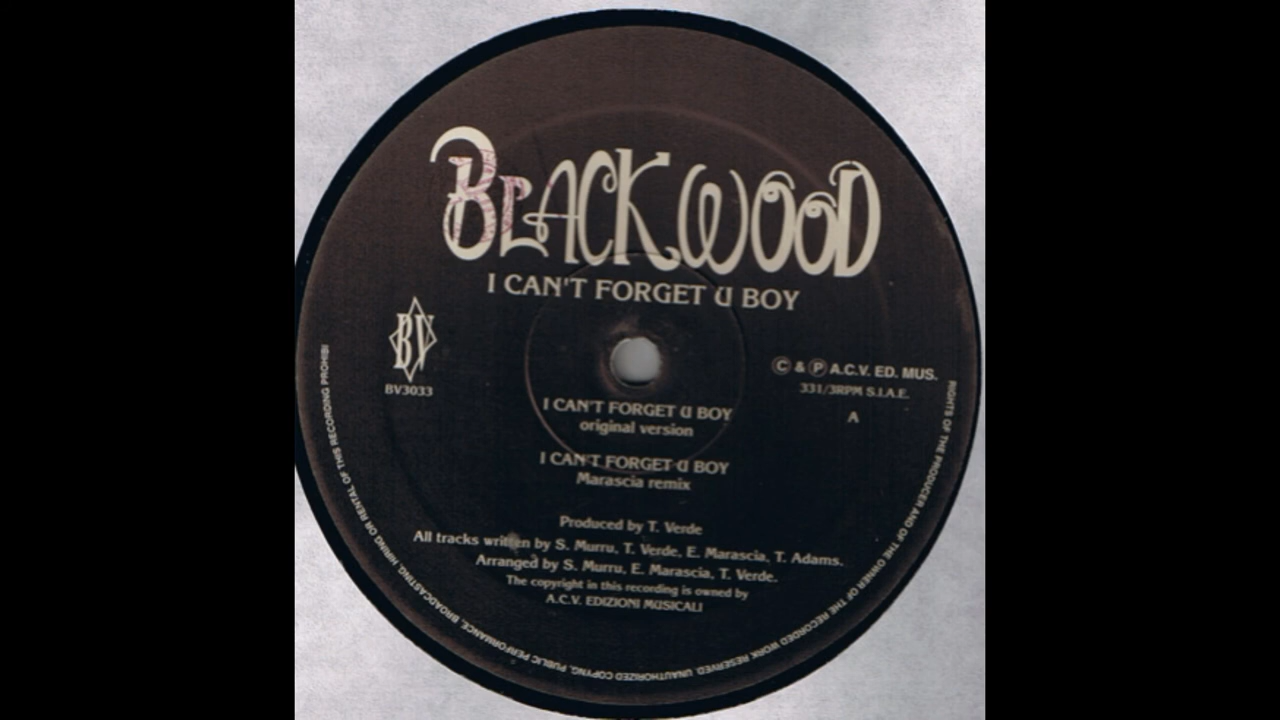 BLACKWOOD
I CAN'T FORGET U BOY
BV
BV3033
© & ℗ A.C.V. ED. MUS.
331/3RPM S.I.A.E.
A
I CAN'T FORGET U BOY
original version
I CAN'T FORGET U BOY
Marascia remix
Produced by T. Verde
All tracks written by S. Murru, T. Verde, E. Marascia, T. Adams.
Arranged by S. Murru, E. Marascia, T. Verde.
The copyright in this recording is owned by
A.C.V. EDIZIONI MUSICALI
RIGHTS OF THE PRODUCER AND OF THE OWNER OF THE RECORDED WORK RESERVED. UNAUTHORIZED COPYNG, PUBLIC PERFORMANCE, BROADCASTING, HIRING OR RENTAL OF THIS RECORDING PROHIBI